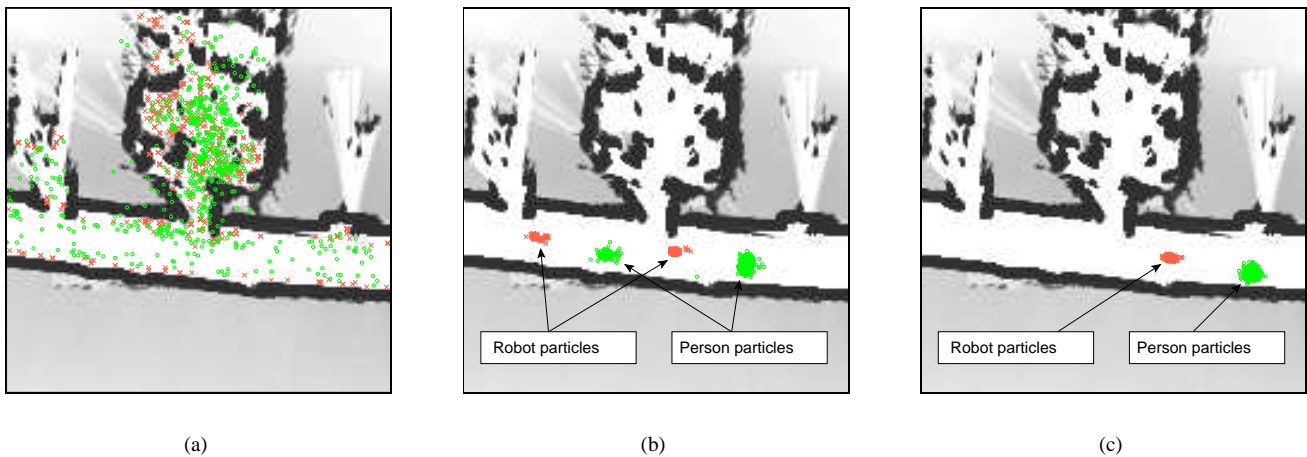 Robot particles
Person particles
Robot particles
Person particles
(a)
(b)
(c)